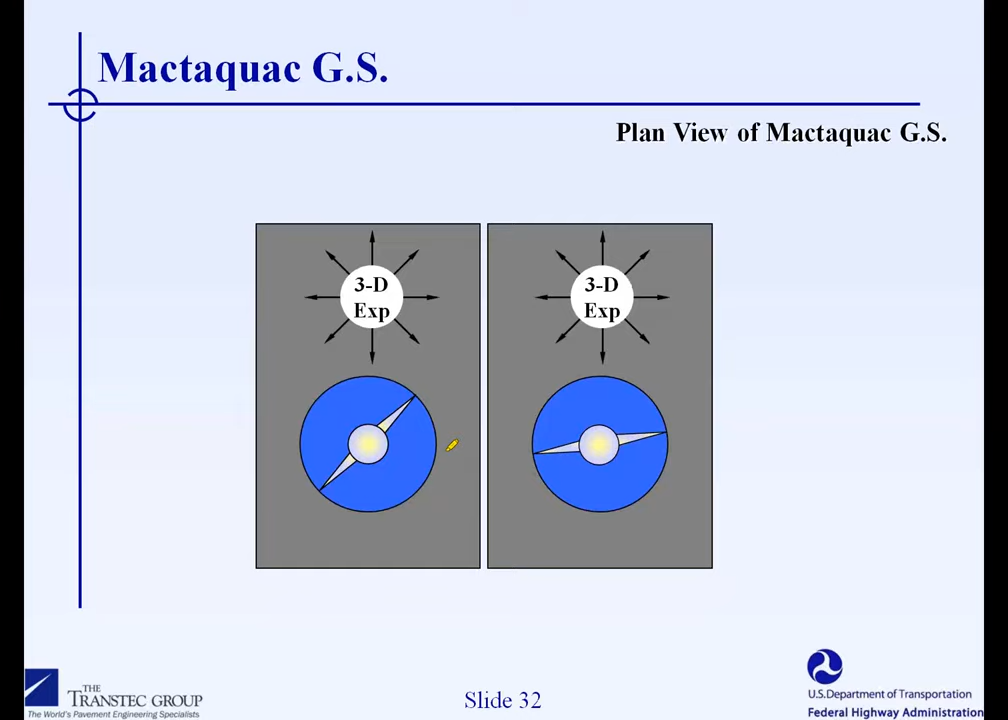 Mactaquac G.S.
Plan View of Mactaquac G.S.
3-D
Exp
3-D
Exp
THE
TRANSTEC GROUP
The World's Pavement Engineering Specialists
Slide 32
U.S.Department of Transportation
Federal Highway Administration